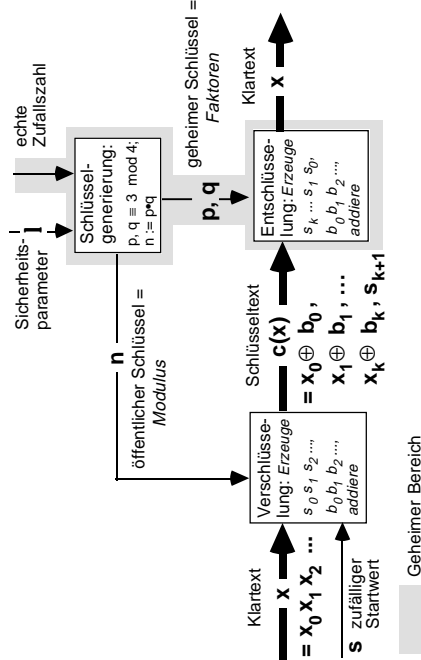 Sicherheits-
parameter
l
echte
Zufallszahl
Schlüssel-
generierung:
p, q ≡ 3 mod 4;
n := p•q
n
öffentlicher Schlüssel =
Modulus
geheimer Schlüssel =
Faktoren
p, q
Klartext
x
= x0 x1 x2 ...
s zufälliger
Startwert
Verschlüsse-
lung: Erzeuge
s0 s1 s2 ...,
b0 b1 b2 ...,
addiere
Schlüsseltext
c(x)
= x0 ⊕ b0 ,
x1 ⊕ b1 , ...
xk ⊕ bk , sk+1
Entschlüsse-
lung: Erzeuge
sk ... s1 s0,
b0 b1 b2 ...,
addiere
Klartext
x
Geheimer Bereich